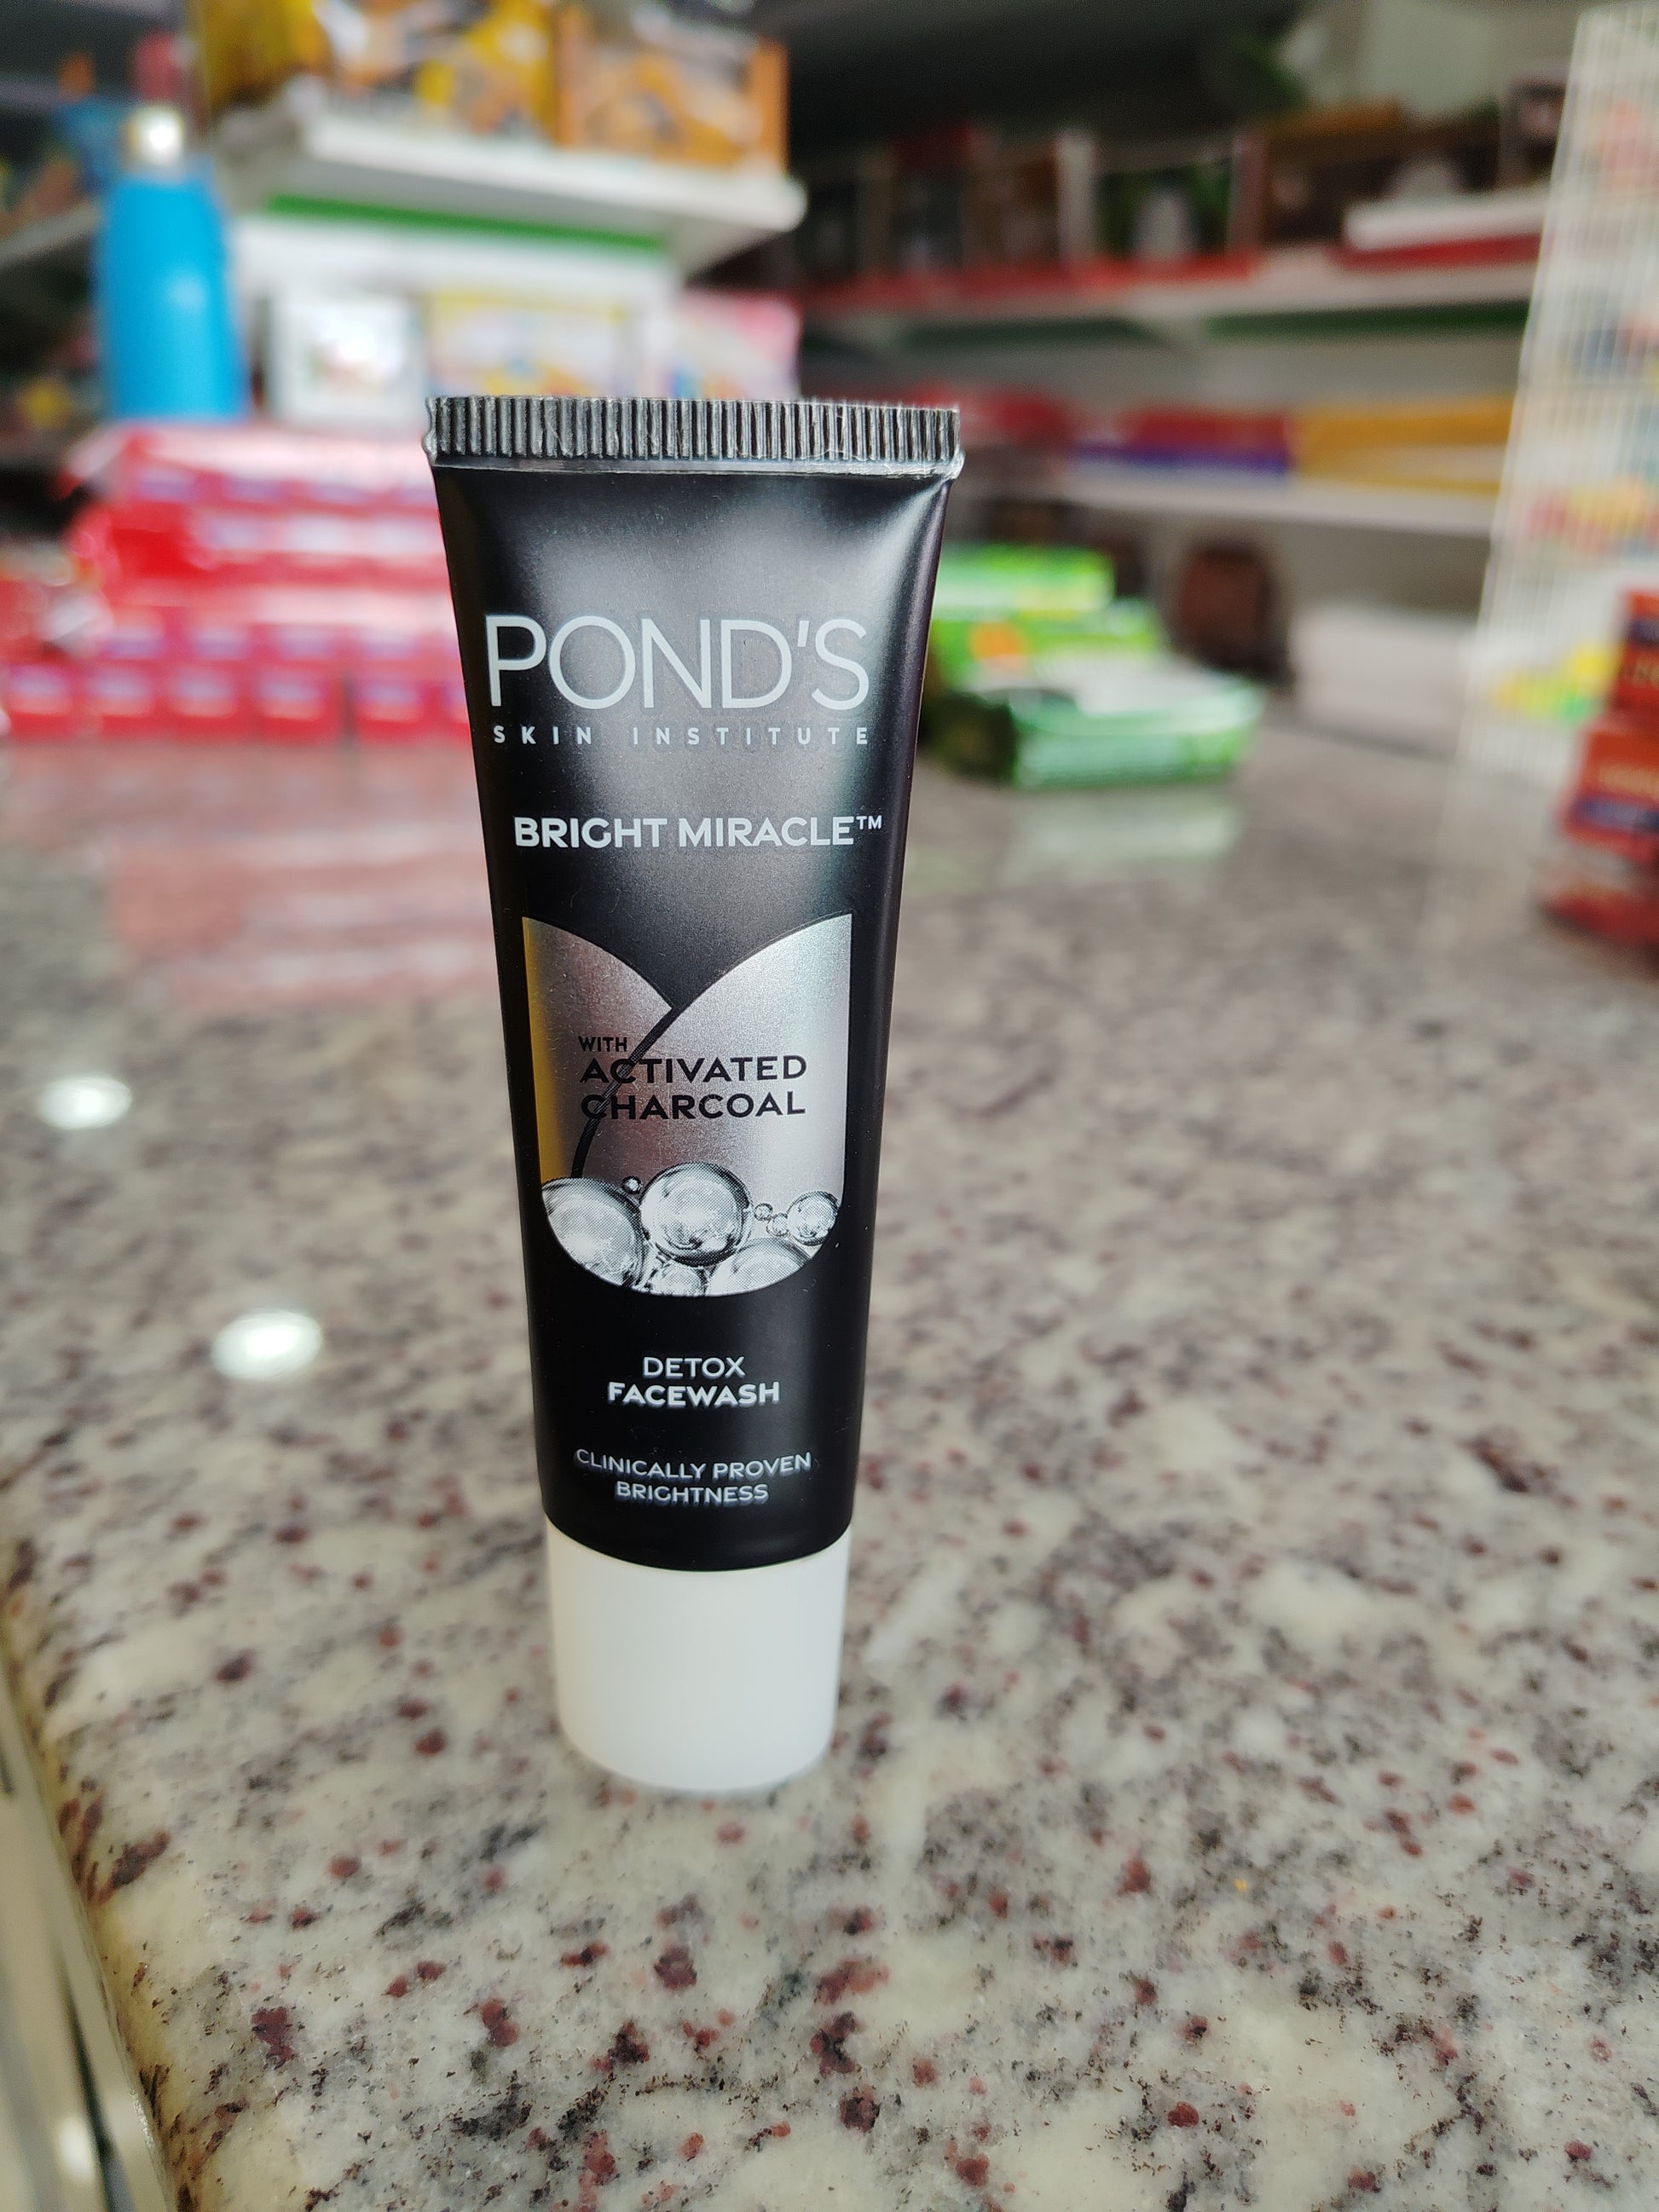 POND'S
SKIN INSTITUTE
BRIGHT MIRACLE™
WITH
ACTIVATED
CHARCOAL
DETOX
FACEWASH
CLINICALLY PROVEN
BRIGHTNESS